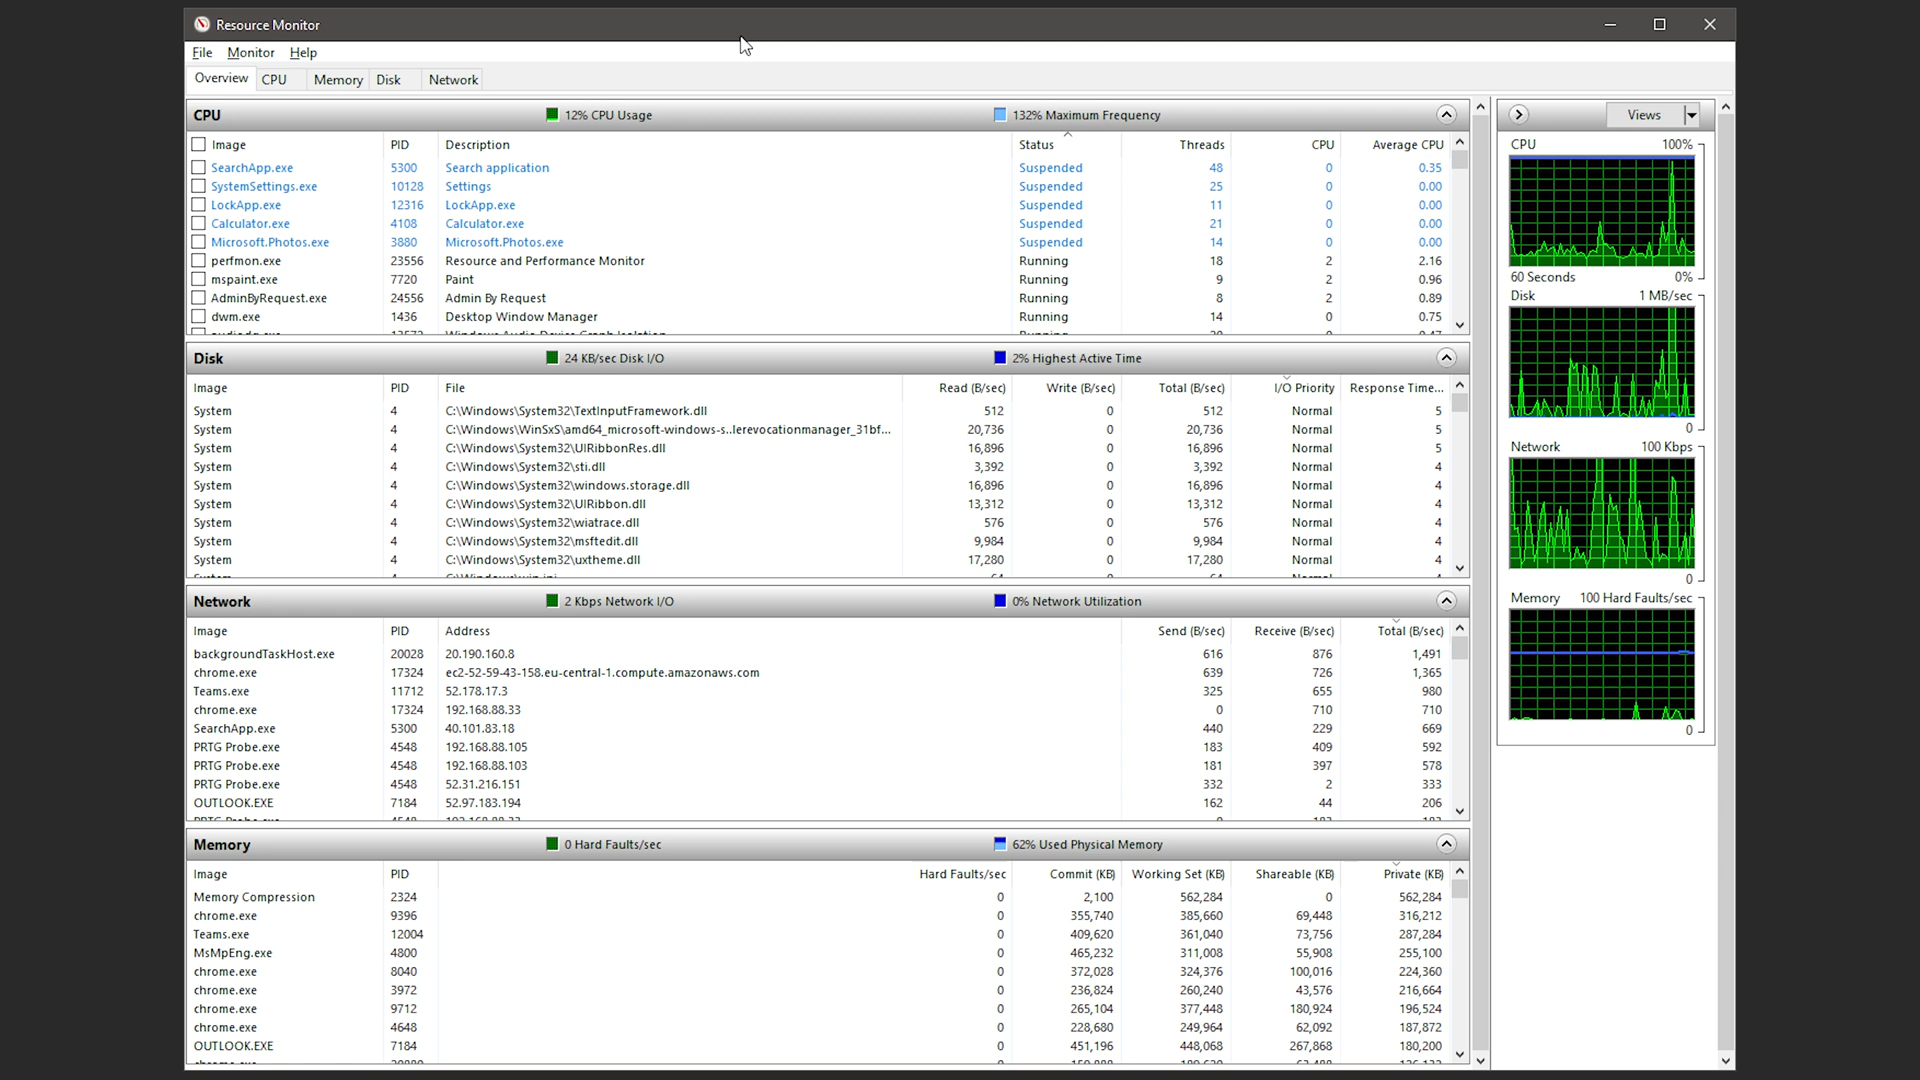 Resource Monitor
File Monitor Help
Overview CPU Memory Disk Network
CPU 12% CPU Usage 132% Maximum Frequency
Image PID Description Status Threads CPU Average CPU
SearchApp.exe 5300 Search application Suspended 48 0 0.35
SystemSettings.exe 10128 Settings Suspended 25 0 0.00
LockApp.exe 12316 LockApp.exe Suspended 11 0 0.00
Calculator.exe 4108 Calculator.exe Suspended 21 0 0.00
Microsoft.Photos.exe 3880 Microsoft.Photos.exe Suspended 14 0 0.00
perfmon.exe 23556 Resource and Performance Monitor Running 18 2 2.16
mspaint.exe 7720 Paint Running 9 2 0.96
AdminByRequest.exe 24556 Admin By Request Running 8 2 0.89
dwm.exe 1436 Desktop Window Manager Running 14 0 0.75
Disk 24 KB/sec Disk I/O 2% Highest Active Time
Image PID File Read (B/sec) Write (B/sec) Total (B/sec) I/O Priority Response Time...
System 4 C:\Windows\System32\TextInputFramework.dll 512 0 512 Normal 5
System 4 C:\Windows\WinSxS\amd64_microsoft-windows-s..lerevocationmanager_31bf... 20,736 0 20,736 Normal 5
System 4 C:\Windows\System32\UIRibbonRes.dll 16,896 0 16,896 Normal 5
System 4 C:\Windows\System32\sti.dll 3,392 0 3,392 Normal 4
System 4 C:\Windows\System32\windows.storage.dll 16,896 0 16,896 Normal 4
System 4 C:\Windows\System32\UIRibbon.dll 13,312 0 13,312 Normal 4
System 4 C:\Windows\System32\wiatrace.dll 576 0 576 Normal 4
System 4 C:\Windows\System32\msftedit.dll 9,984 0 9,984 Normal 4
System 4 C:\Windows\System32\uxtheme.dll 17,280 0 17,280 Normal 4
Network 2 Kbps Network I/O 0% Network Utilization
Image PID Address Send (B/sec) Receive (B/sec) Total (B/sec)
backgroundTaskHost.exe 20028 20.190.160.8 616 876 1,491
chrome.exe 17324 ec2-52-59-43-158.eu-central-1.compute.amazonaws.com 639 726 1,365
Teams.exe 11712 52.178.17.3 325 655 980
chrome.exe 17324 192.168.88.33 0 710 710
SearchApp.exe 5300 40.101.83.18 440 229 669
PRTG Probe.exe 4548 192.168.88.105 183 409 592
PRTG Probe.exe 4548 192.168.88.103 181 397 578
PRTG Probe.exe 4548 52.31.216.151 332 2 333
OUTLOOK.EXE 7184 52.97.183.194 162 44 206
Memory 0 Hard Faults/sec 62% Used Physical Memory
Image PID Hard Faults/sec Commit (KB) Working Set (KB) Shareable (KB) Private (KB)
Memory Compression 2324 0 2,100 562,284 0 562,284
chrome.exe 9396 0 355,740 385,660 69,448 316,212
Teams.exe 12004 0 409,620 361,040 73,756 287,284
MsMpEng.exe 4800 0 465,232 311,008 55,908 255,100
chrome.exe 8040 0 372,028 324,376 100,016 224,360
chrome.exe 3972 0 236,824 260,240 43,576 216,664
chrome.exe 9712 0 265,104 377,448 180,924 196,524
chrome.exe 4648 0 228,680 249,964 62,092 187,872
OUTLOOK.EXE 7184 0 451,196 448,068 267,868 180,200
Views
CPU 100%
60 Seconds 0%
Disk 1 MB/sec
0
Network 100 Kbps
0
Memory 100 Hard Faults/sec
0